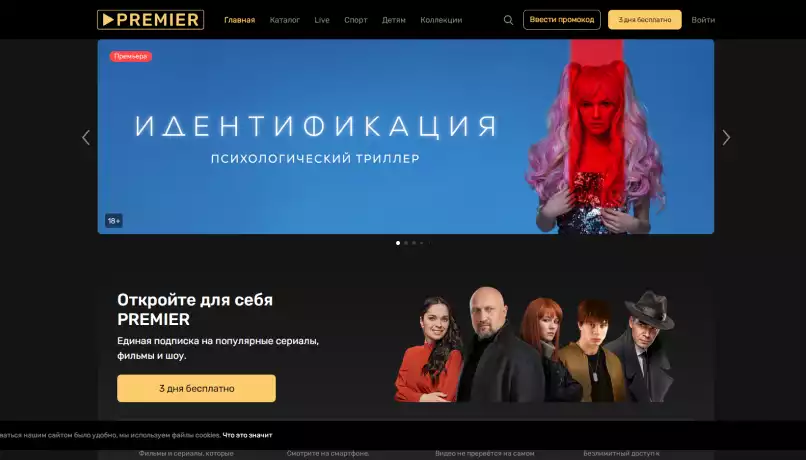 PREMIER
Главная
Каталог
Live
Спорт
Детям
Коллекции
Ввести промокод
3 дня бесплатно
Войти
Премьера
ИДЕНТИФИКАЦИЯ
ПСИХОЛОГИЧЕСКИЙ ТРИЛЛЕР
18+
Откройте для себя
PREMIER
Единая подписка на популярные сериалы,
фильмы и шоу.
3 дня бесплатно
ваться нашим сайтом было удобно, мы используем файлы cookies. Что это значит
Фильмы и сериалы, которые
Смотрите на смартфоне,
Видео не прервётся на самом
Безлимитный доступ к